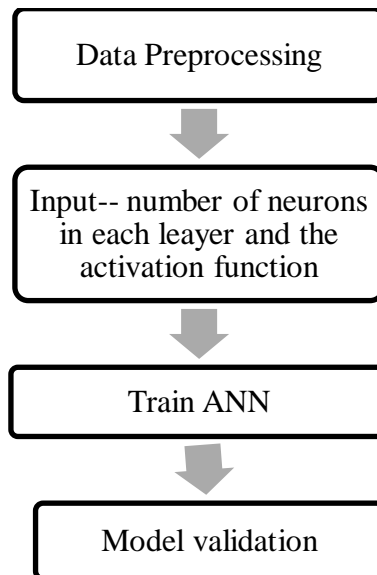 Data Preprocessing
Input-- number of neurons
in each leayer and the
activation function
Train ANN
Model validation